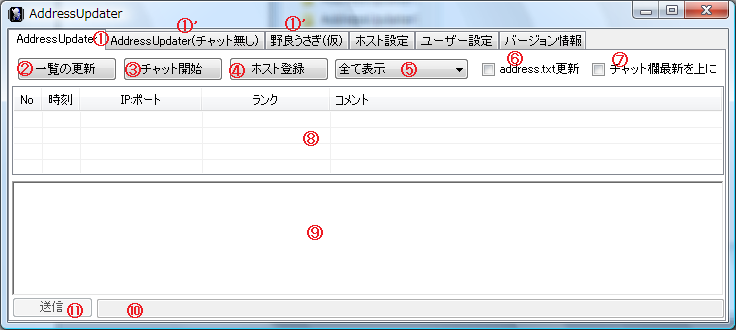 AddressUpdater
①´ ①´
AddressUpdater ① AddressUpdater(チャット無し) 野良うさぎ(仮) ホスト設定 ユーザー設定 バージョン情報
② 一覧の更新 ③ チャット開始 ④ ホスト登録 全て表示 ⑤ ⑥ address.txt更新 ⑦ チャット欄最新を上に
No 時刻 IP:ポート ランク コメント
⑧
⑨
送信 ⑪ ⑩